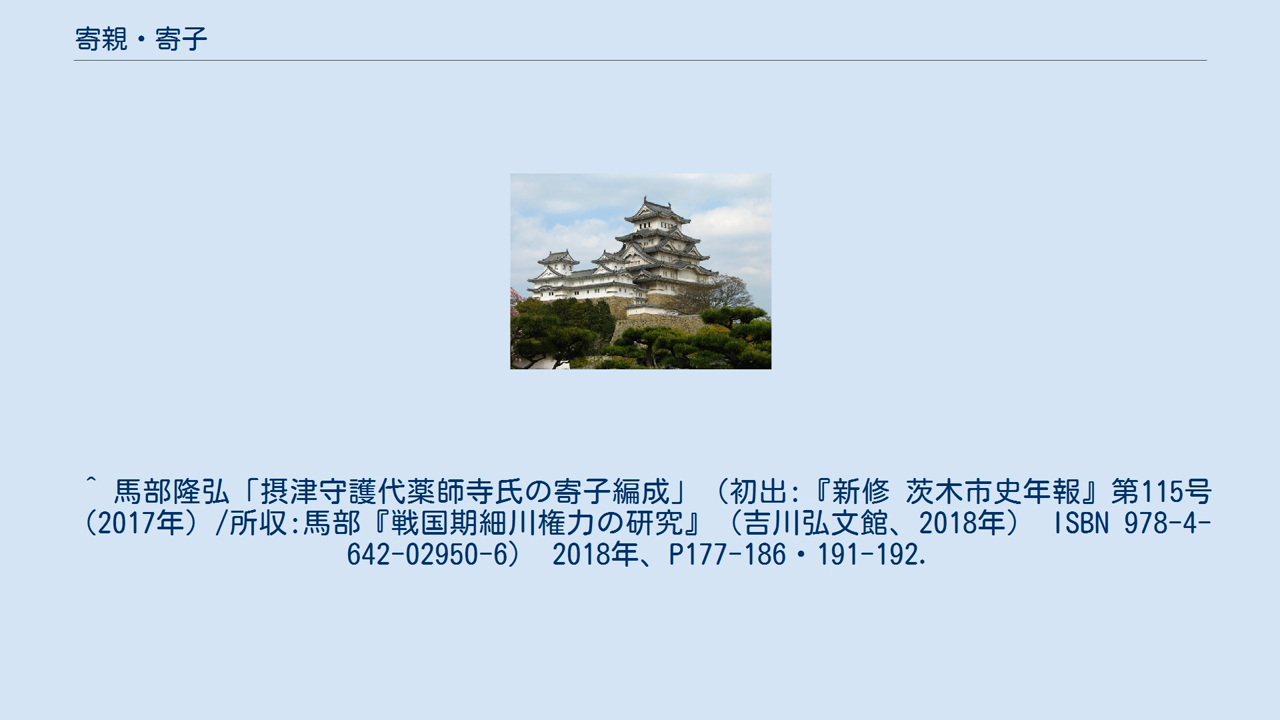 寄親・寄子
^ 馬部隆弘「摂津守護代薬師寺氏の寄子編成」（初出:『新修 茨木市史年報』第115号
（2017年）/所収:馬部『戦国期細川権力の研究』（吉川弘文館、2018年） ISBN 978-4-
642-02950-6） 2018年、P177-186・191-192.